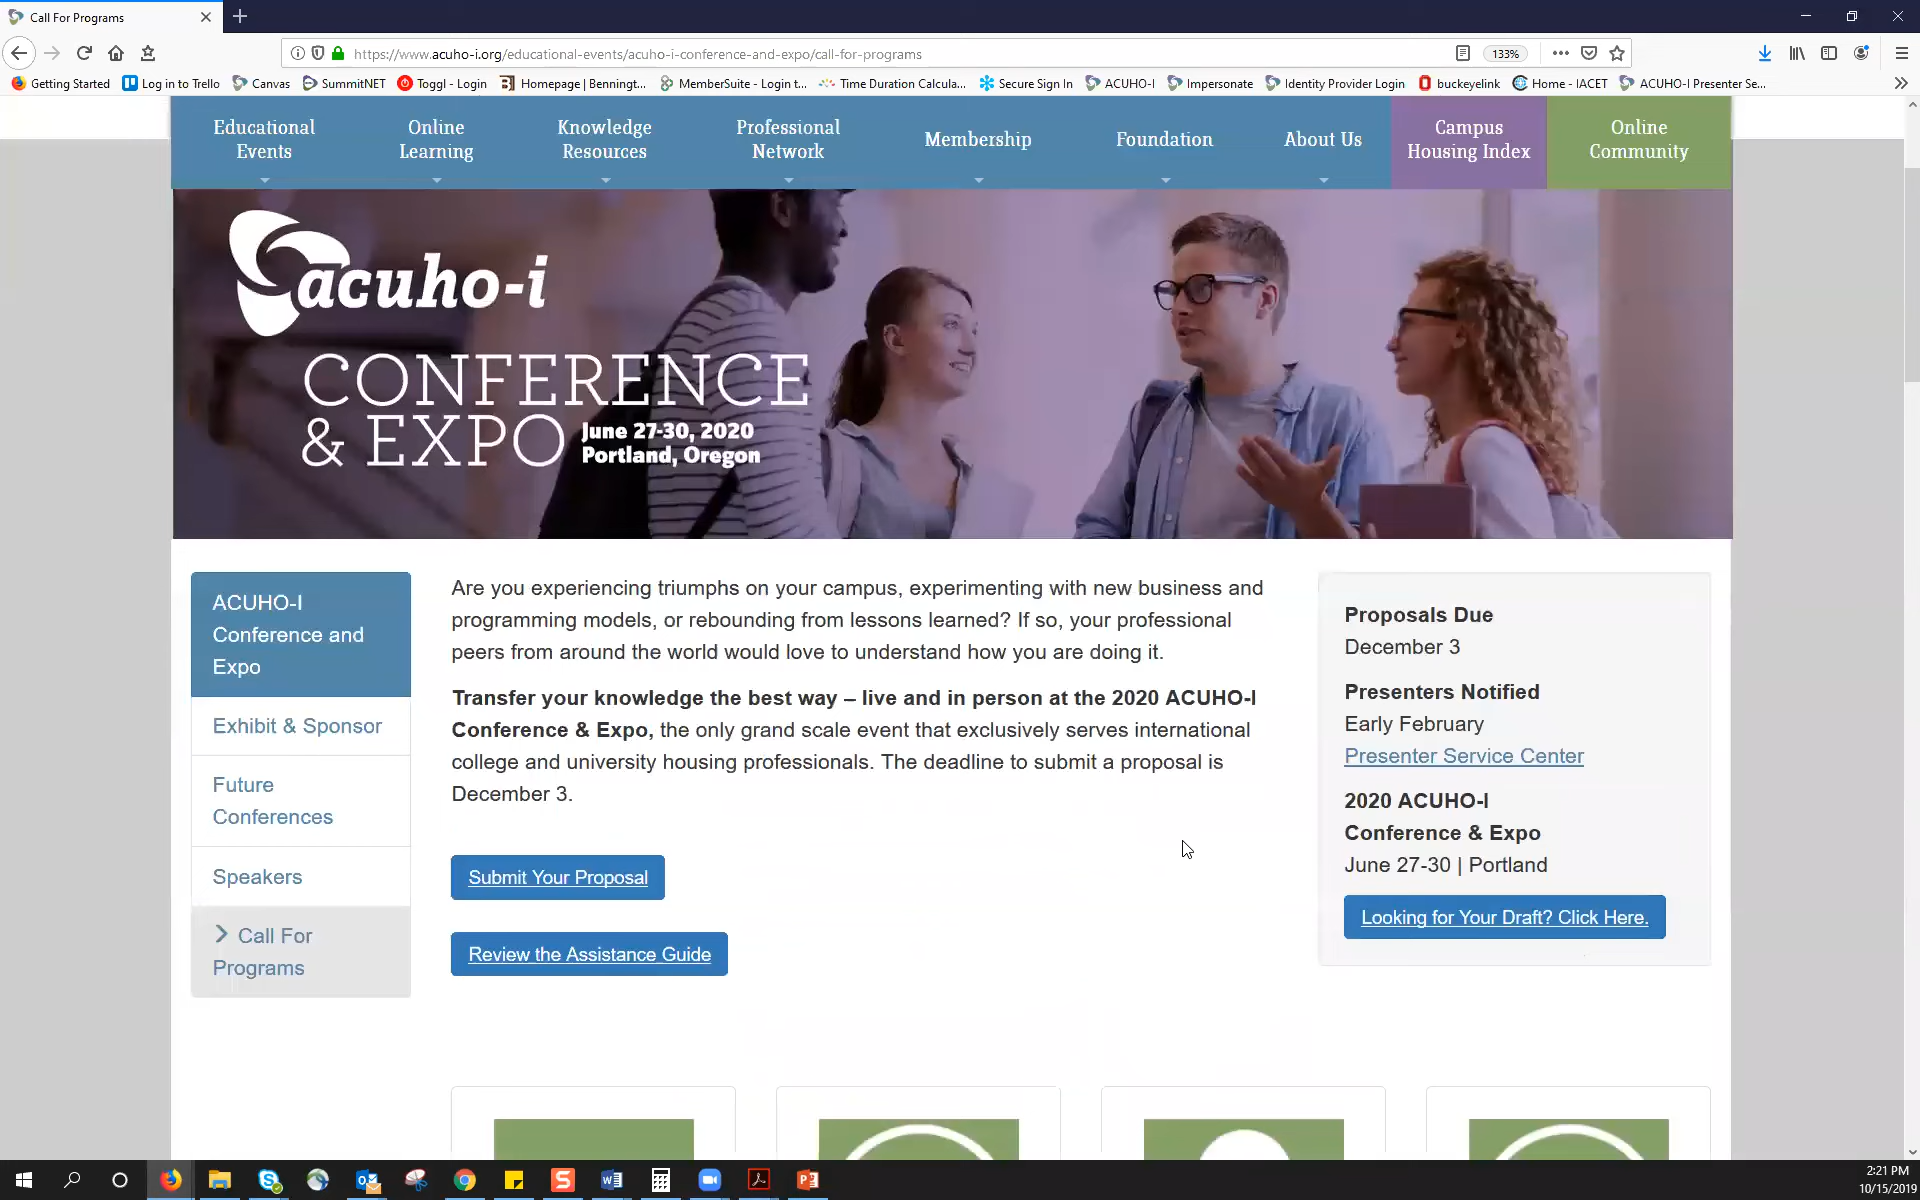 Call For Programs
https://www.acuho-i.org/educational-events/acuho-i-conference-and-expo/call-for-programs
133%
Getting Started
Log in to Trello
Canvas
SummitNET
Toggl - Login
Homepage | Benningt...
MemberSuite - Login t...
Time Duration Calcula...
Secure Sign In
ACUHO-I
Impersonate
Identity Provider Login
buckeyelink
Home - IACET
ACUHO-I Presenter Se...
Educational
Events
Online
Learning
Knowledge
Resources
Professional
Network
Membership
Foundation
About Us
Campus
Housing Index
Online
Community
acuho-i
CONFERENCE
& EXPO
June 27-30, 2020
Portland, Oregon
ACUHO-I
Conference and
Expo
Exhibit & Sponsor
Future
Conferences
Speakers
Call For
Programs
Are you experiencing triumphs on your campus, experimenting with new business and
programming models, or rebounding from lessons learned? If so, your professional
peers from around the world would love to understand how you are doing it.
Transfer your knowledge the best way – live and in person at the 2020 ACUHO-I
Conference & Expo, the only grand scale event that exclusively serves international
college and university housing professionals. The deadline to submit a proposal is
December 3.
Submit Your Proposal
Review the Assistance Guide
Proposals Due
December 3
Presenters Notified
Early February
Presenter Service Center
2020 ACUHO-I
Conference & Expo
June 27-30 | Portland
Looking for Your Draft? Click Here.
2:21 PM
10/15/2019